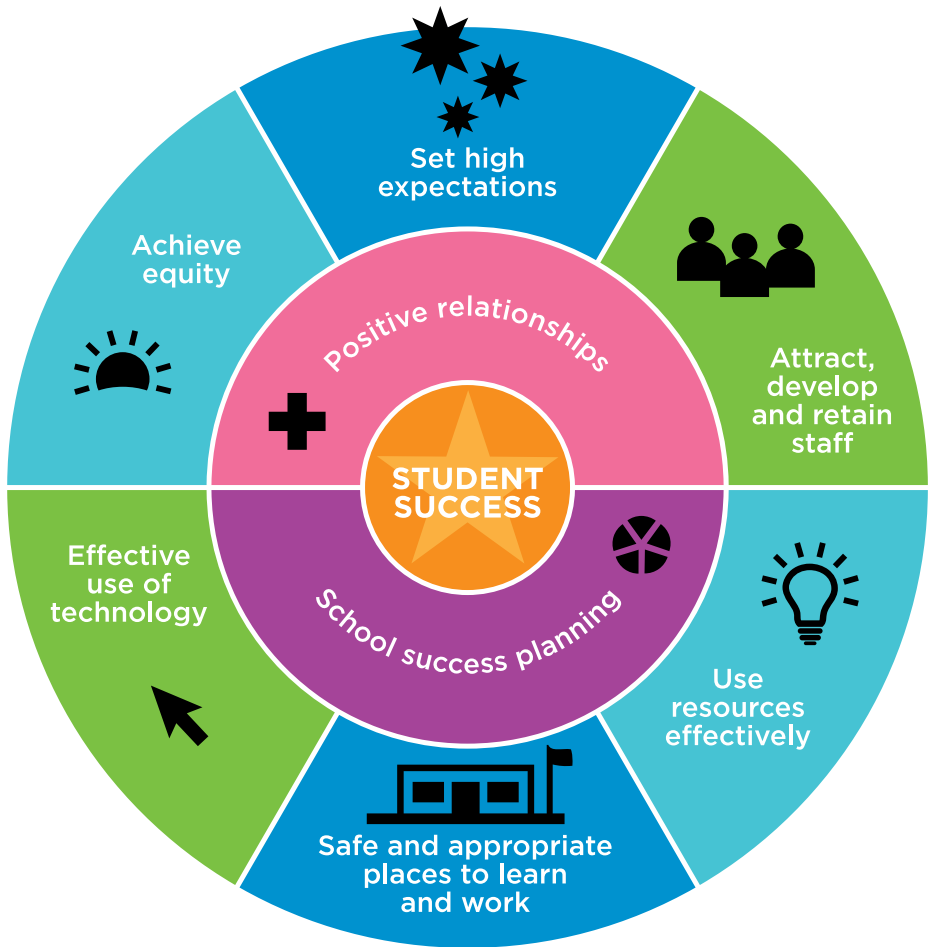 Set high
expectations
Achieve
equity
Attract,
develop
and retain
staff
Positive relationships
STUDENT
SUCCESS
School success planning
Effective
use of
technology
Use
resources
effectively
Safe and appropriate
places to learn
and work